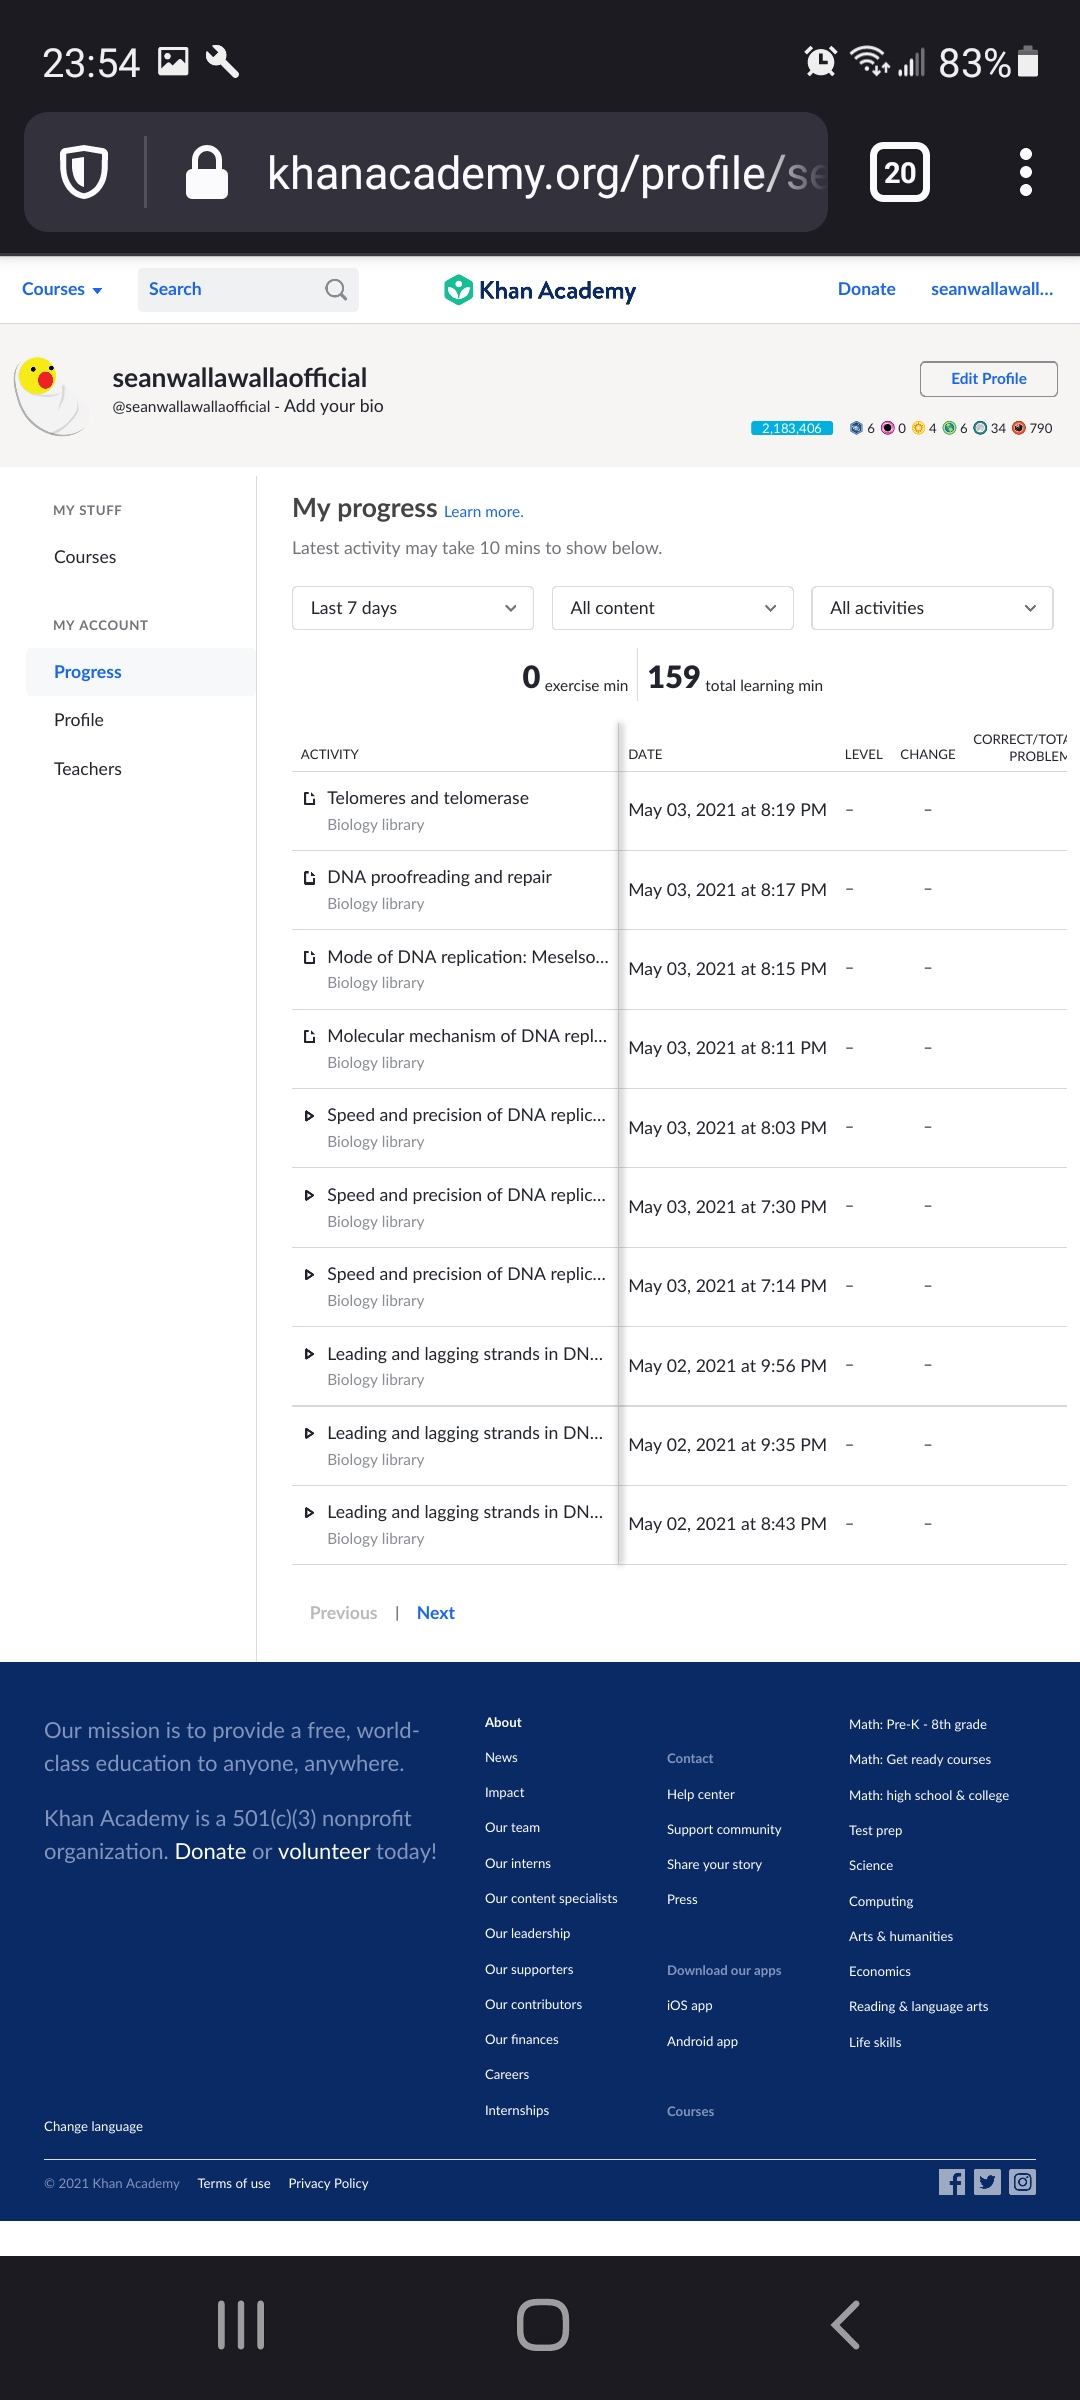 23:54
83%
khanacademy.org/profile/se
20
Courses
Search
Khan Academy
Donate
seanwallawall...
seanwallawallaofficial
@seanwallawallaofficial - Add your bio
Edit Profile
2,183,406 6 0 4 6 34 790
MY STUFF
Courses
MY ACCOUNT
Progress
Profile
Teachers
My progress Learn more.
Latest activity may take 10 mins to show below.
Last 7 days
All content
All activities
0 exercise min
159 total learning min
ACTIVITY DATE LEVEL CHANGE CORRECT/TOTA
PROBLEM
Telomeres and telomerase
Biology library
May 03, 2021 at 8:19 PM – –
DNA proofreading and repair
Biology library
May 03, 2021 at 8:17 PM – –
Mode of DNA replication: Meselso...
Biology library
May 03, 2021 at 8:15 PM – –
Molecular mechanism of DNA repl...
Biology library
May 03, 2021 at 8:11 PM – –
Speed and precision of DNA replic...
Biology library
May 03, 2021 at 8:03 PM – –
Speed and precision of DNA replic...
Biology library
May 03, 2021 at 7:30 PM – –
Speed and precision of DNA replic...
Biology library
May 03, 2021 at 7:14 PM – –
Leading and lagging strands in DN...
Biology library
May 02, 2021 at 9:56 PM – –
Leading and lagging strands in DN...
Biology library
May 02, 2021 at 9:35 PM – –
Leading and lagging strands in DN...
Biology library
May 02, 2021 at 8:43 PM – –
Previous | Next
Our mission is to provide a free, world-
class education to anyone, anywhere.
Khan Academy is a 501(c)(3) nonprofit
organization. Donate or volunteer today!
About
News
Impact
Our team
Our interns
Our content specialists
Our leadership
Our supporters
Our contributors
Our finances
Careers
Internships
Contact
Help center
Support community
Share your story
Press
Download our apps
iOS app
Android app
Courses
Math: Pre-K - 8th grade
Math: Get ready courses
Math: high school & college
Test prep
Science
Computing
Arts & humanities
Economics
Reading & language arts
Life skills
Change language
© 2021 Khan Academy Terms of use Privacy Policy